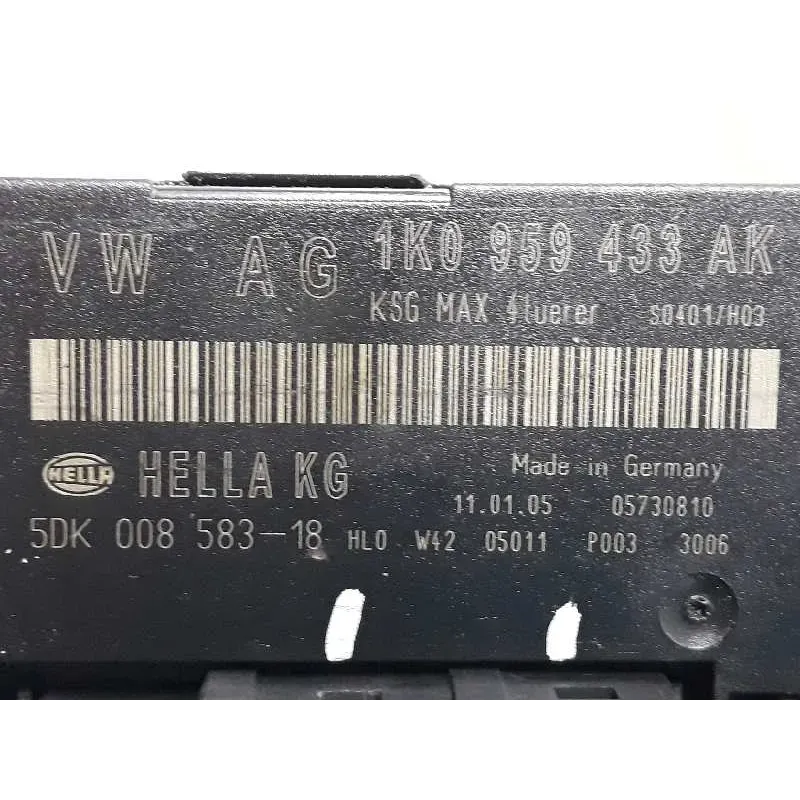 VW AG 1K0 959 433 AK
KSG MAX 4tuerer S0401/H03
HELLA HELLA KG Made in Germany
11.01.05 05730810
5DK 008 583-18 HL0 W42 05011 P003 3006